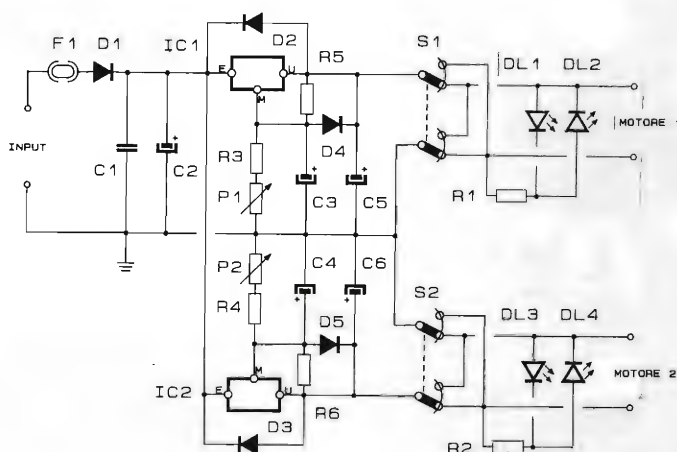 F1 D1 IC1 D2 R5 S1 DL1 DL2
E U M
INPUT
C1 C2 + R3 P1 D4 C3 + C5 + R1
MOTORE
P2 R4 C4 + C6 + D5 S2 DL3 DL4
M
IC2 E U
D3 R6 R2
MOTORE 2